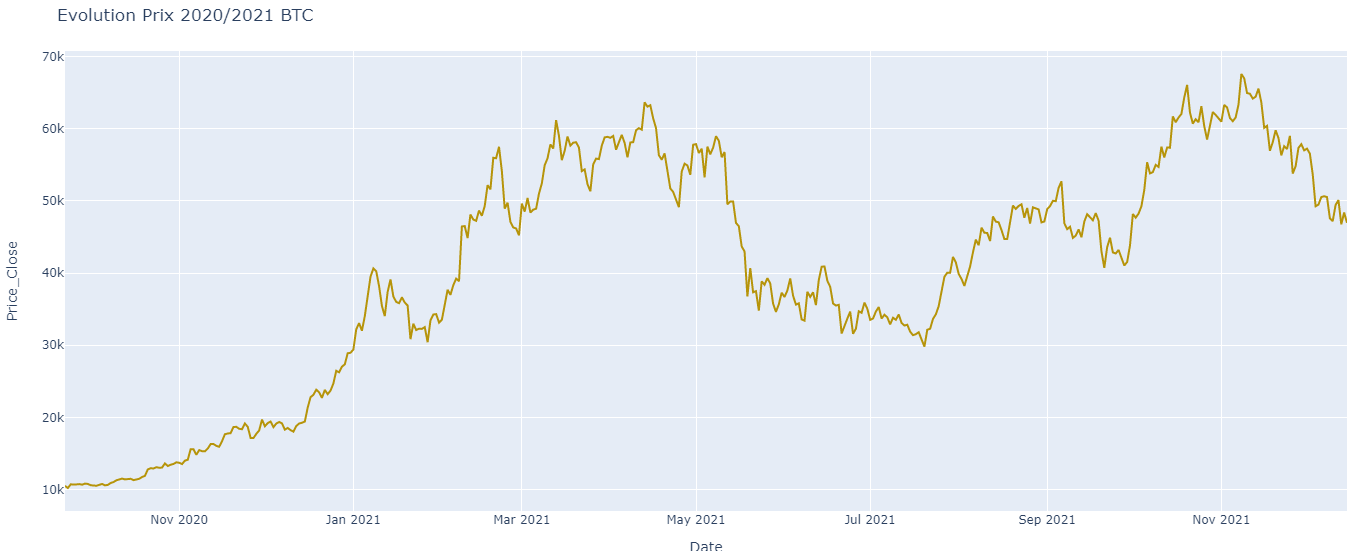 Evolution Prix 2020/2021 BTC
70k
60k
50k
40k
30k
20k
10k
Price_Close
Nov 2020
Jan 2021
Mar 2021
May 2021
Jul 2021
Sep 2021
Nov 2021
Date